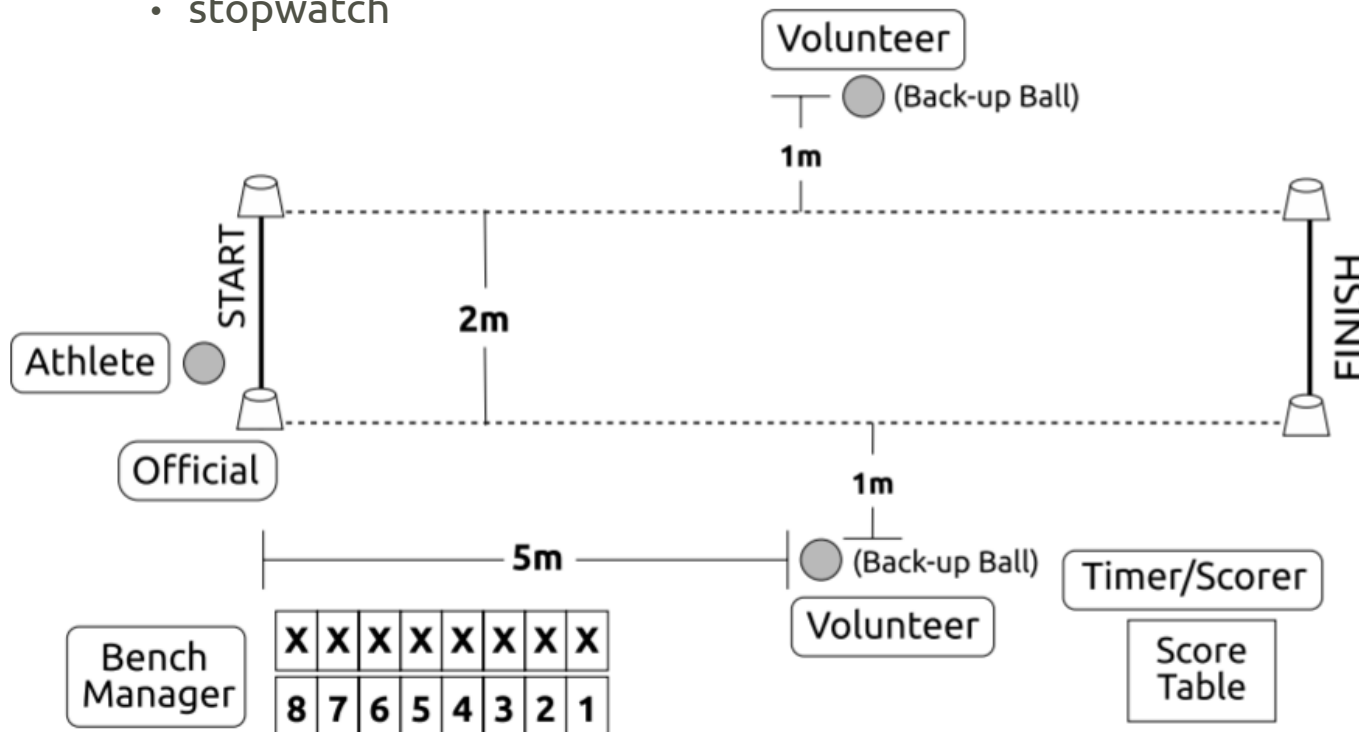 • stopwatch
Volunteer
(Back-up Ball)
1m
START
2m
FINISH
Athlete
Official
1m
5m
(Back-up Ball)
Volunteer
Timer/Scorer
Bench
Manager
X X X X X X X X
8 7 6 5 4 3 2 1
Score
Table